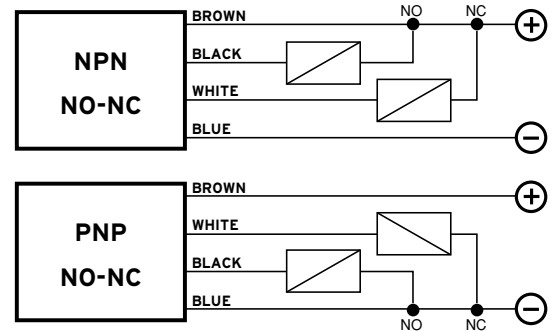 NO NC
BROWN
+
BLACK
NPN
WHITE
NO-NC
BLUE
−
BROWN
+
WHITE
PNP
BLACK
NO-NC
BLUE
−
NO NC